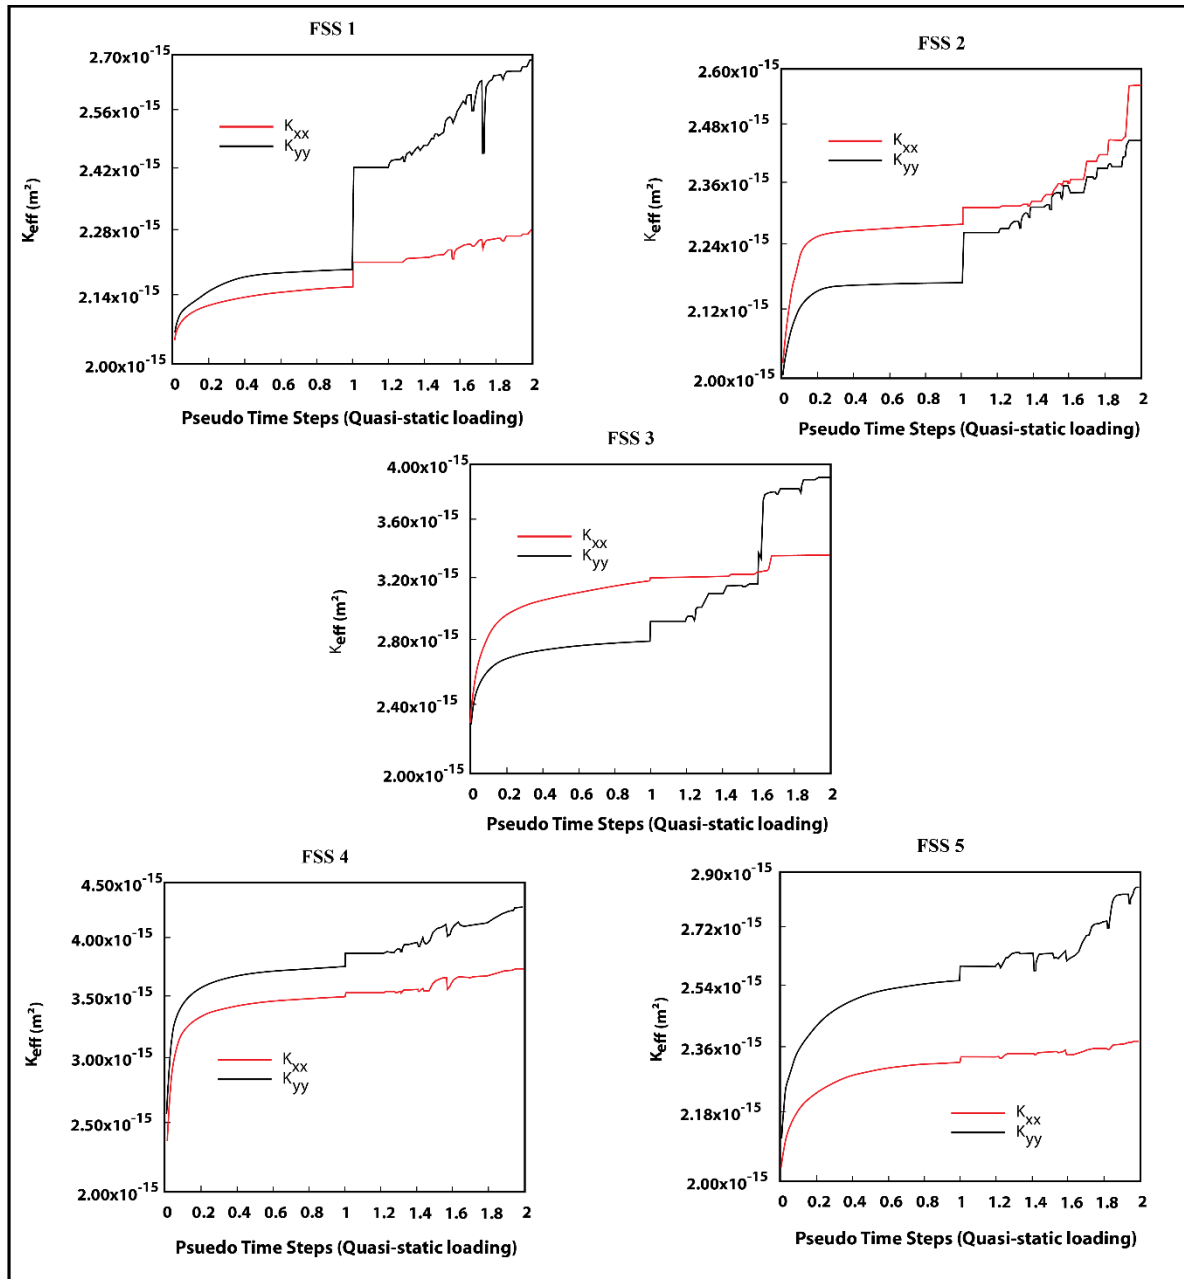 FSS 1
2.70x10-15
2.56x10-15
2.42x10-15
2.28x10-15
2.14x10-15
2.00x10-15
Keff (m²)
Kxx
Kyy
0 0.2 0.4 0.6 0.8 1 1.2 1.4 1.6 1.8 2
Pseudo Time Steps (Quasi-static loading)
FSS 2
2.60x10-15
2.48x10-15
2.36x10-15
2.24x10-15
2.12x10-15
2.00x10-15
Keff (m²)
Kxx
Kyy
0 0.2 0.4 0.6 0.8 1 1.2 1.4 1.6 1.8 2
Pseudo Time Steps (Quasi-static loading)
FSS 3
4.00x10-15
3.60x10-15
3.20x10-15
2.80x10-15
2.40x10-15
2.00x10-15
Keff (m²)
Kxx
Kyy
0 0.2 0.4 0.6 0.8 1 1.2 1.4 1.6 1.8 2
Pseudo Time Steps (Quasi-static loading)
FSS 4
4.50x10-15
4.00x10-15
3.50x10-15
3.00x10-15
2.50x10-15
2.00x10-15
Keff (m²)
Kxx
Kyy
0 0.2 0.4 0.6 0.8 1 1.2 1.4 1.6 1.8 2
Psuedo Time Steps (Quasi-static loading)
FSS 5
2.90x10-15
2.72x10-15
2.54x10-15
2.36x10-15
2.18x10-15
2.00x10-15
Keff (m²)
Kxx
Kyy
0 0.2 0.4 0.6 0.8 1 1.2 1.4 1.6 1.8 2
Pseudo Time Steps (Quasi-static loading)